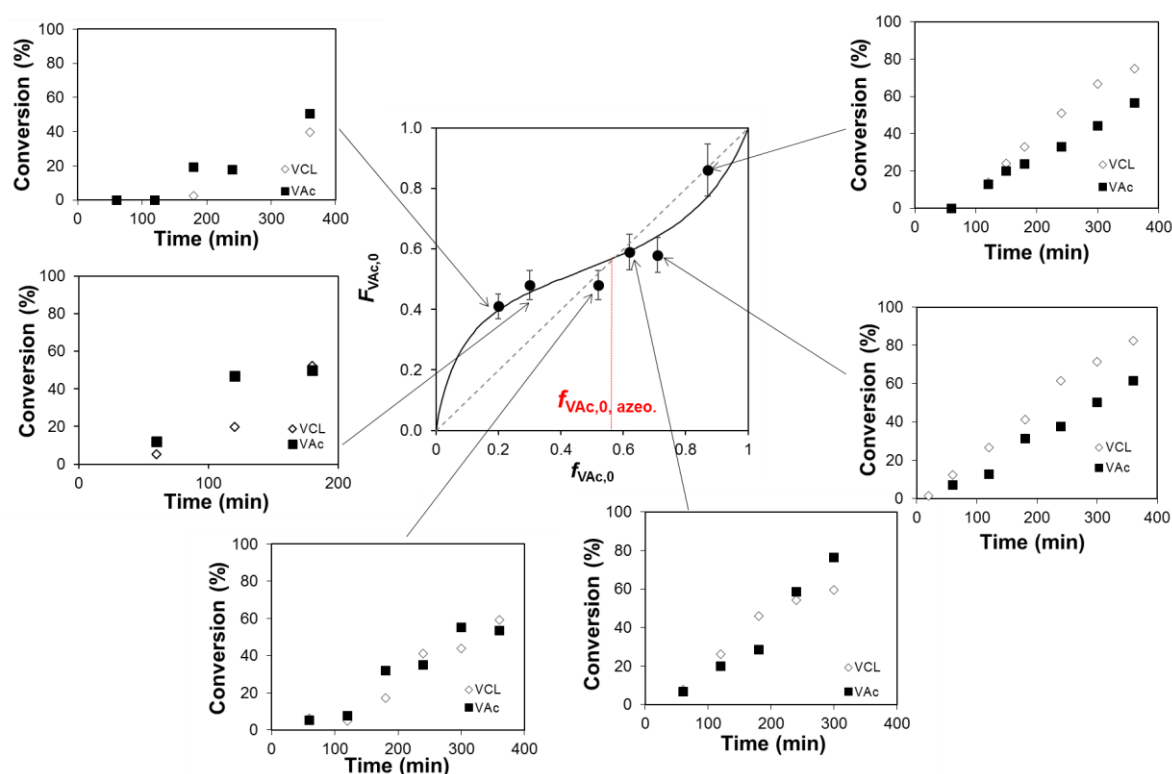 100
80
60
40
20
0
Conversion (%)
VCL
VAc
0 100 200 300 400
Time (min)
100
80
60
40
20
0
Conversion (%)
VCL
VAc
0 100 200
Time (min)
1.0
0.8
0.6
0.4
0.2
0.0
F VAc,0
f VAc,0, azeo.
0 0.2 0.4 0.6 0.8 1
f VAc,0
100
80
60
40
20
0
Conversion (%)
VCL
VAc
0 100 200 300 400
Time (min)
100
80
60
40
20
0
Conversion (%)
VCL
VAc
0 100 200 300 400
Time (min)
100
80
60
40
20
0
Conversion (%)
VCL
VAc
0 100 200 300 400
Time (min)
100
80
60
40
20
0
Conversion (%)
VCL
VAc
0 100 200 300 400
Time (min)